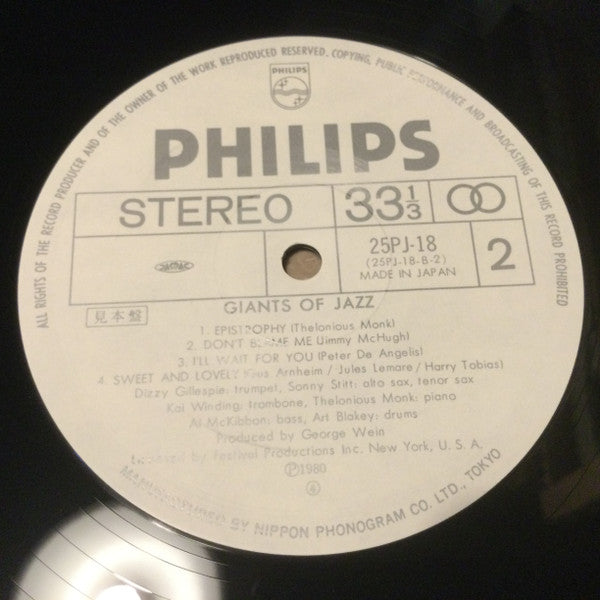 ALL RIGHTS OF THE RECORD PRODUCER AND OF THE OWNER OF THE WORK REPRODUCED RESERVED. COPYING, PUBLIC PERFORMANCE AND BROADCASTING OF THIS RECORD PROHIBITED
PHILIPS
PHILIPS
STEREO
33⅓
25PJ-18
(25PJ-18-B-2)
MADE IN JAPAN
2
見本盤
GIANTS OF JAZZ
1. EPISTROPHY (Thelonious Monk)
2. DON'T BLAME ME (Jimmy McHugh)
3. I'LL WAIT FOR YOU (Peter De Angelis)
4. SWEET AND LOVELY (Gus Arnheim / Jules Lemare / Harry Tobias)
Dizzy Gillespie: trumpet, Sonny Stitt: alto sax, tenor sax
Kai Winding: trombone, Thelonious Monk: piano
Al McKibbon: bass, Art Blakey: drums
Produced by George Wein
Licensed by Festival Productions Inc. New York, U. S. A.
Ⓟ1980
MANUFACTURED BY NIPPON PHONOGRAM CO. LTD., TOKYO